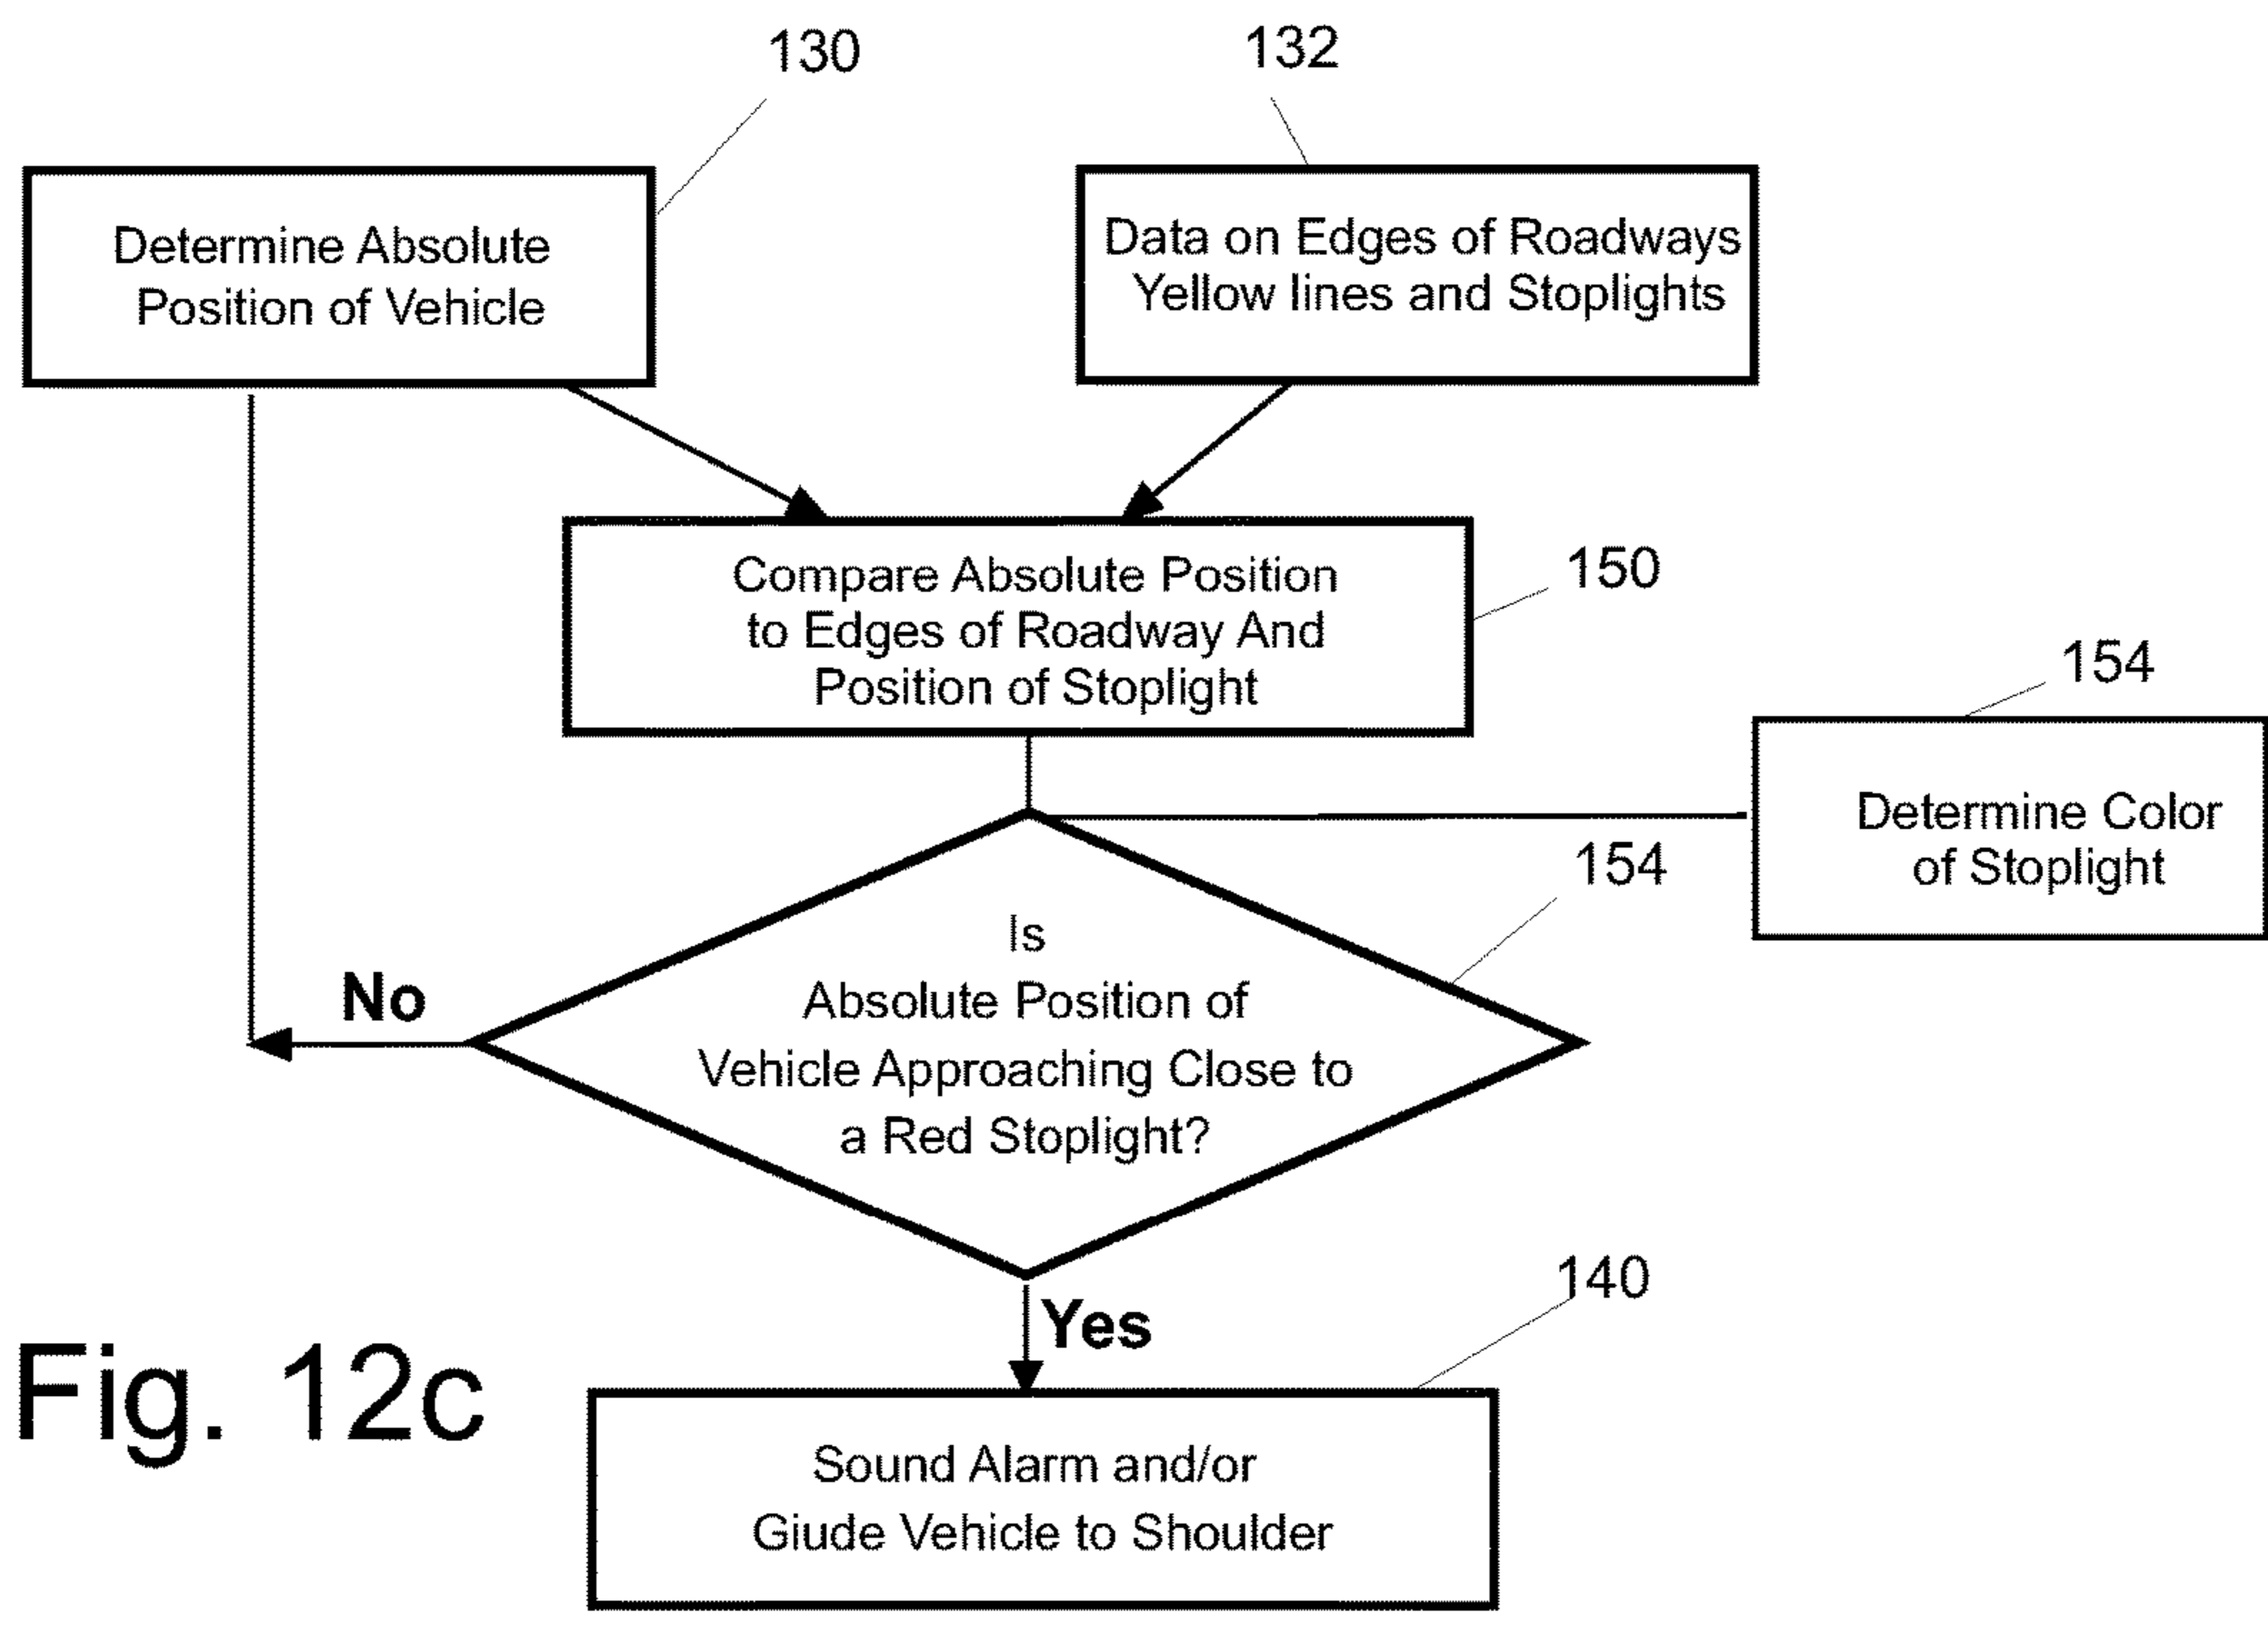 130
132
Determine Absolute
Position of Vehicle
Data on Edges of Roadways
Yellow lines and Stoplights
Compare Absolute Position
to Edges of Roadway And
Position of Stoplight
150
154
Determine Color
of Stoplight
154
Is
Absolute Position of
Vehicle Approaching Close to
a Red Stoplight?
No
Yes
140
Sound Alarm and/or
Giude Vehicle to Shoulder
Fig. 12c